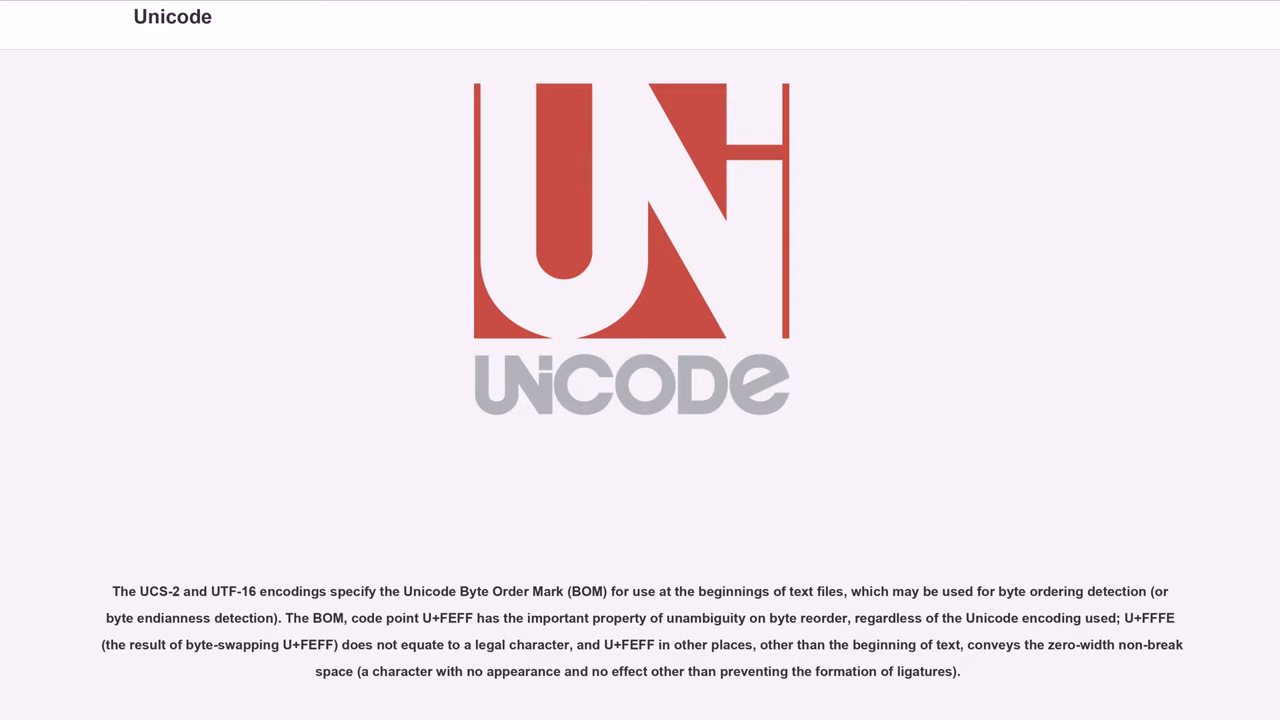 Unicode
UNi
UNiCODe
The UCS-2 and UTF-16 encodings specify the Unicode Byte Order Mark (BOM) for use at the beginnings of text files, which may be used for byte ordering detection (or
byte endianness detection). The BOM, code point U+FEFF has the important property of unambiguity on byte reorder, regardless of the Unicode encoding used; U+FFFE
(the result of byte-swapping U+FEFF) does not equate to a legal character, and U+FEFF in other places, other than the beginning of text, conveys the zero-width non-break
space (a character with no appearance and no effect other than preventing the formation of ligatures).